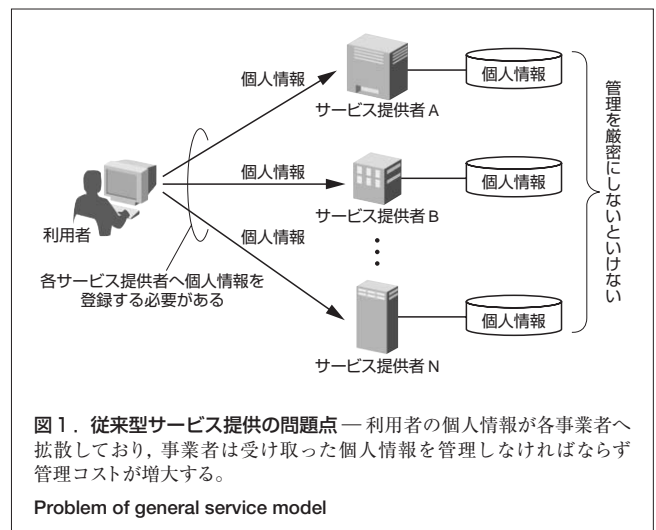 個人情報
サービス提供者 A
個人情報
個人情報
サービス提供者 B
個人情報
個人情報
サービス提供者 N
個人情報
利用者
各サービス提供者へ個人情報を
登録する必要がある
管理を厳密にしないといけない
図1．従来型サービス提供の問題点 ― 利用者の個人情報が各事業者へ
拡散しており，事業者は受け取った個人情報を管理しなければならず
管理コストが増大する。
Problem of general service model